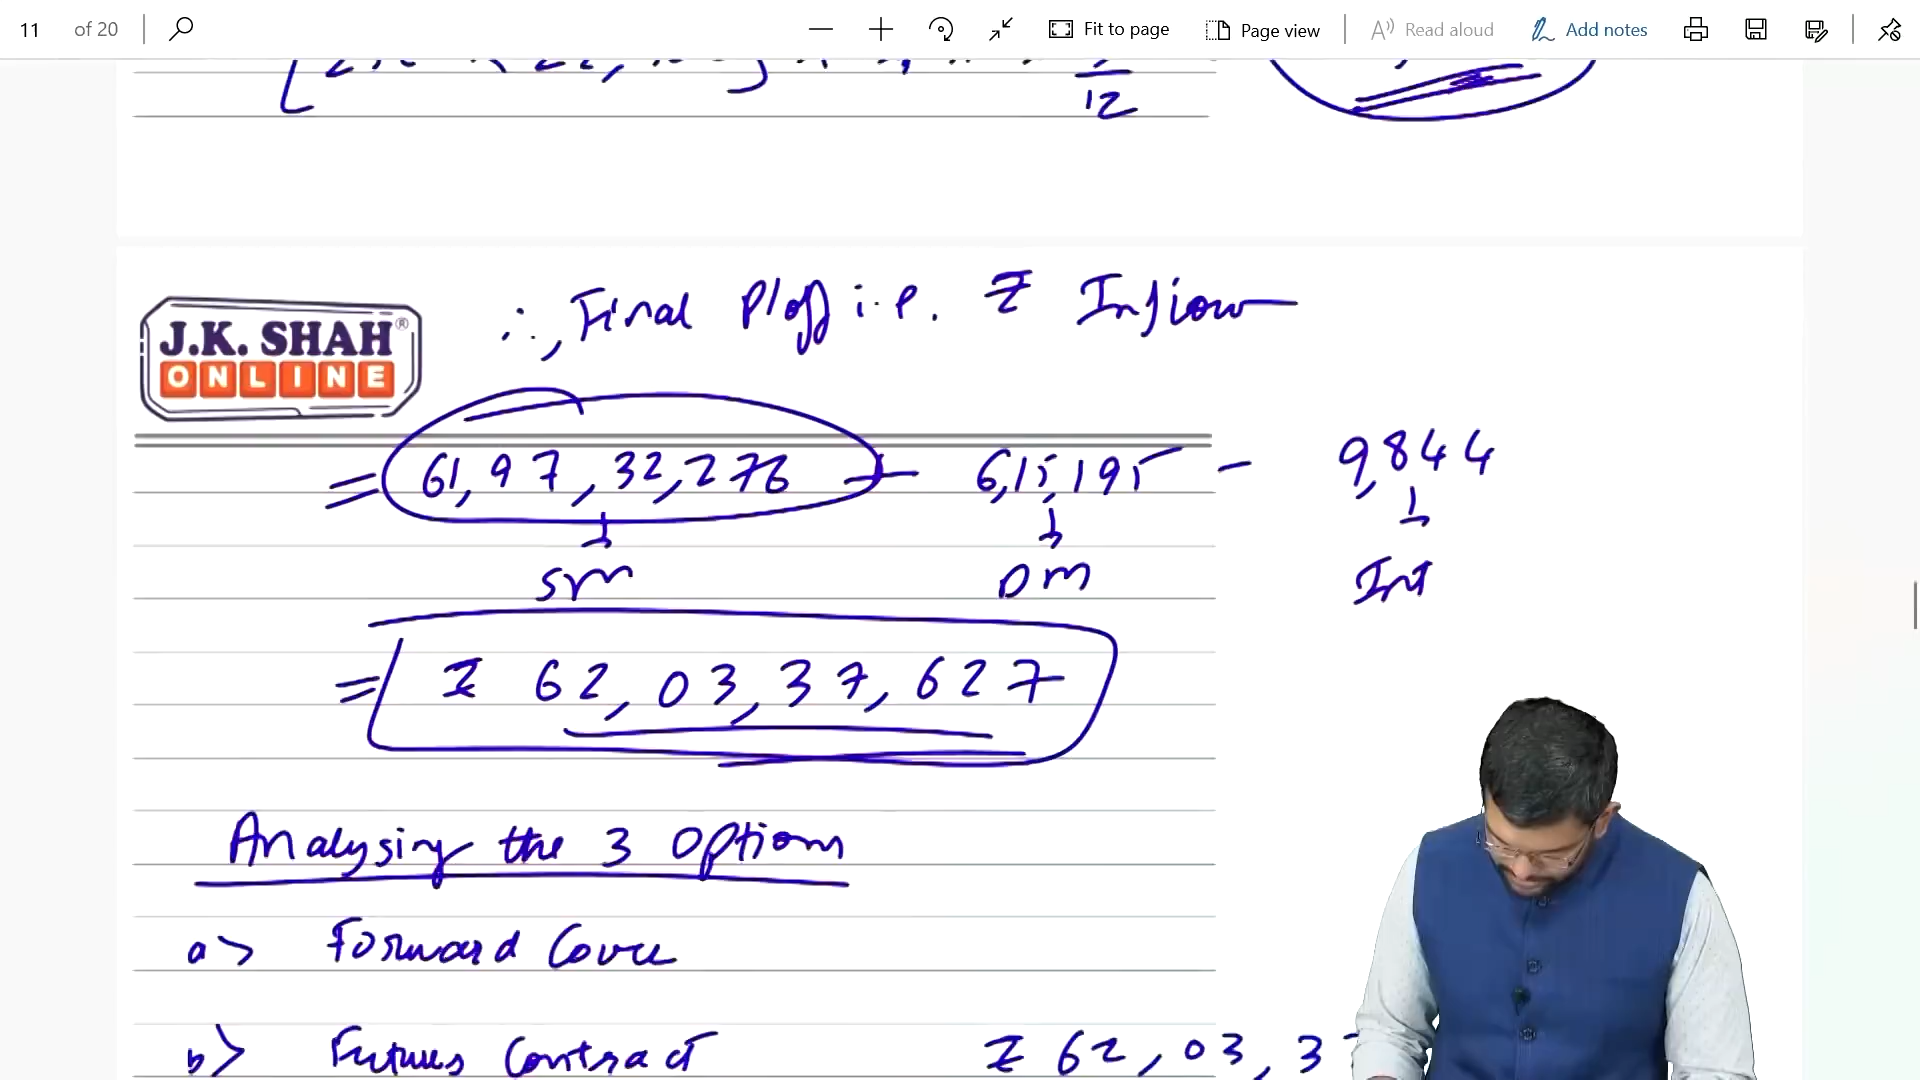 11 of 20 Fit to page Page view Read aloud Add notes
12
∴, Final P/off i.e. ₹ Inflow
J.K. SHAH®
ONLINE
= 61,97,32,276 + 6,15,195 - 9,844
SM DM Int
= ₹ 62,03,37,627
Analysing the 3 Options
a> Forward Cover
b> Futures Contract ₹ 62,03,3